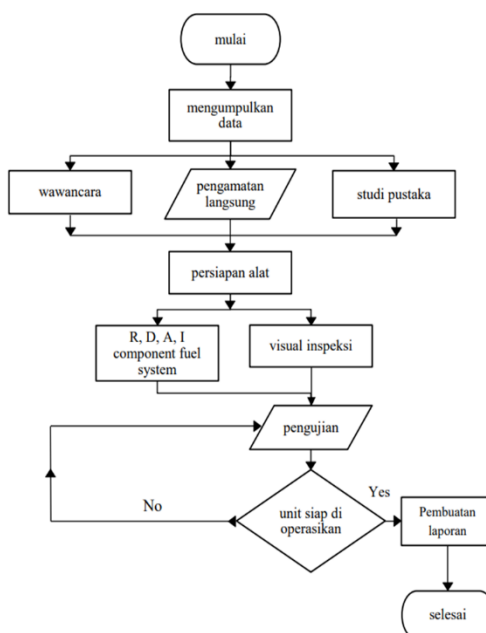 mulai
mengumpulkan
data
wawancara
pengamatan
langsung
studi pustaka
persiapan alat
R, D, A, I
component fuel
system
visual inspeksi
pengujian
No
unit siap di
operasikan
Yes
Pembuatan
laporan
selesai